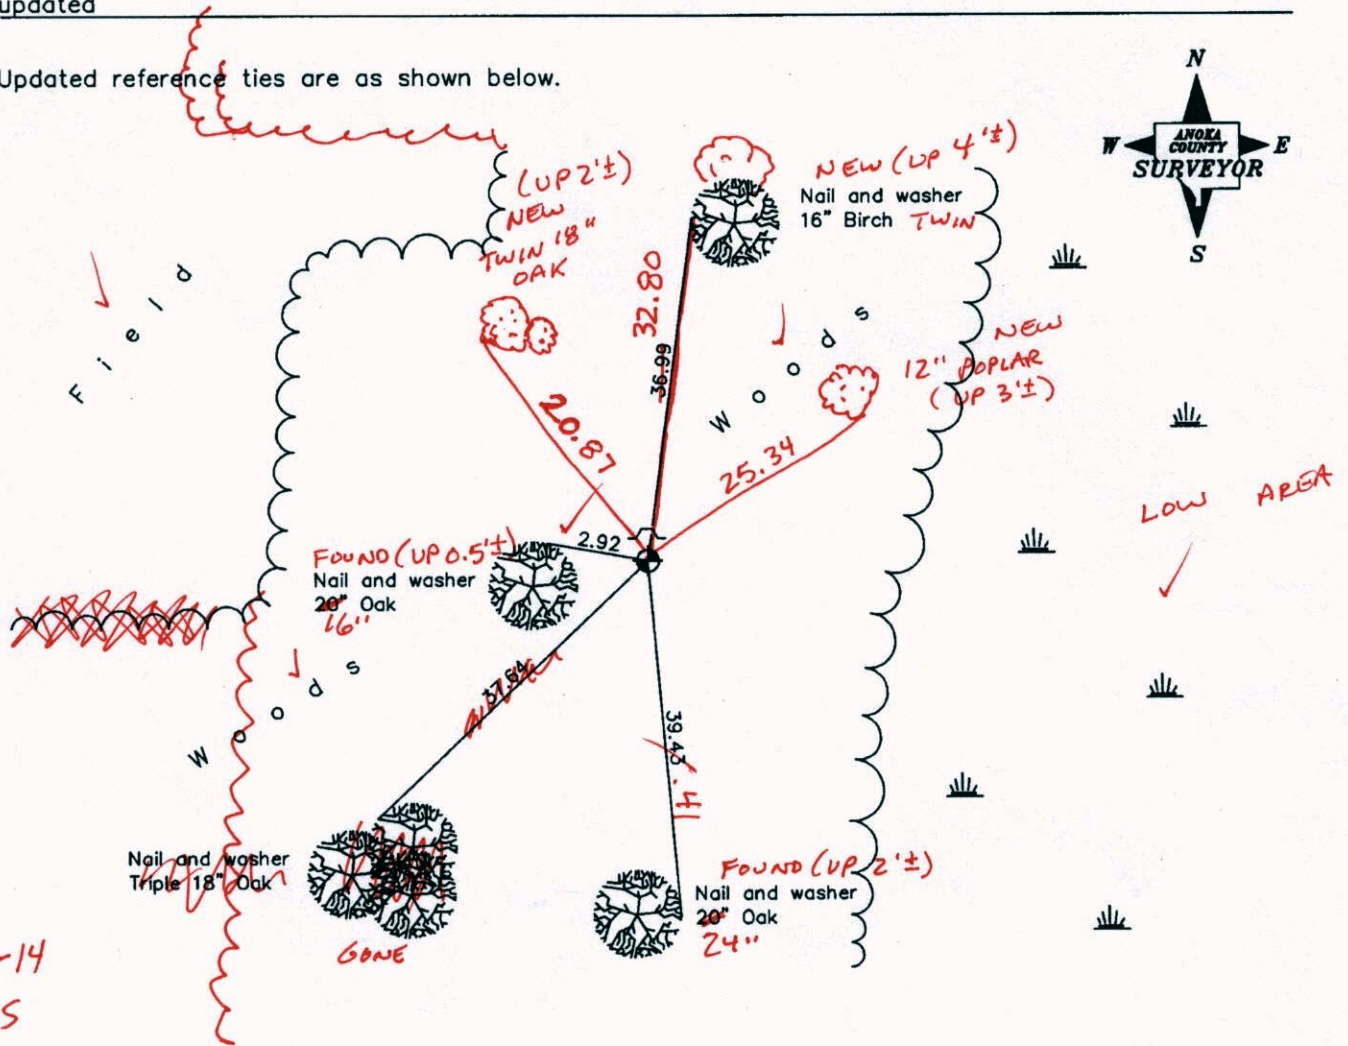 updated
Updated reference ties are as shown below.
N
W
ANOKA
COUNTY
E
SURVEYOR
S
(UP 2'±)
NEW
TWIN 18"
OAK
NEW (UP 4'±)
Nail and washer
16" Birch TWIN
Field
32.80
36.99
Woods
NEW
12" POPLAR
(UP 3'±)
20.87
25.34
LOW AREA
FOUND (UP 0.5'±)
2.92
Nail and washer
20" Oak
16"
Woods
37.64
39.43
.41
Nail and washer
Triple 18" Oak
GONE
FOUND (UP 2'±)
Nail and washer
20" Oak
24"
-14
S